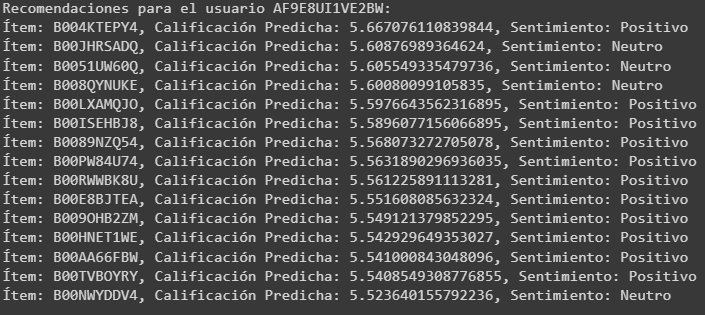 Recomendaciones para el usuario AF9E8UI1VE2BW:
Ítem: B004KTEPY4, Calificación Predicha: 5.667076110839844, Sentimiento: Positivo
Ítem: B00JHRSADQ, Calificación Predicha: 5.60876989364624, Sentimiento: Neutro
Ítem: B0051UW60Q, Calificación Predicha: 5.605549335479736, Sentimiento: Neutro
Ítem: B008QYNUKE, Calificación Predicha: 5.60080099105835, Sentimiento: Neutro
Ítem: B00LXAMQJO, Calificación Predicha: 5.5976643562316895, Sentimiento: Positivo
Ítem: B00ISEHBJ8, Calificación Predicha: 5.5896077156066895, Sentimiento: Positivo
Ítem: B0089NZQ54, Calificación Predicha: 5.568073272705078, Sentimiento: Positivo
Ítem: B00PW84U74, Calificación Predicha: 5.5631890296936035, Sentimiento: Positivo
Ítem: B00RWWBK8U, Calificación Predicha: 5.561225891113281, Sentimiento: Positivo
Ítem: B00E8BJTEA, Calificación Predicha: 5.551608085632324, Sentimiento: Positivo
Ítem: B009OHB2ZM, Calificación Predicha: 5.549121379852295, Sentimiento: Positivo
Ítem: B00HNET1WE, Calificación Predicha: 5.542929649353027, Sentimiento: Positivo
Ítem: B00AA66FBW, Calificación Predicha: 5.541000843048096, Sentimiento: Positivo
Ítem: B00TVBOYRY, Calificación Predicha: 5.5408549308776855, Sentimiento: Positivo
Ítem: B00NWYDDV4, Calificación Predicha: 5.523640155792236, Sentimiento: Neutro